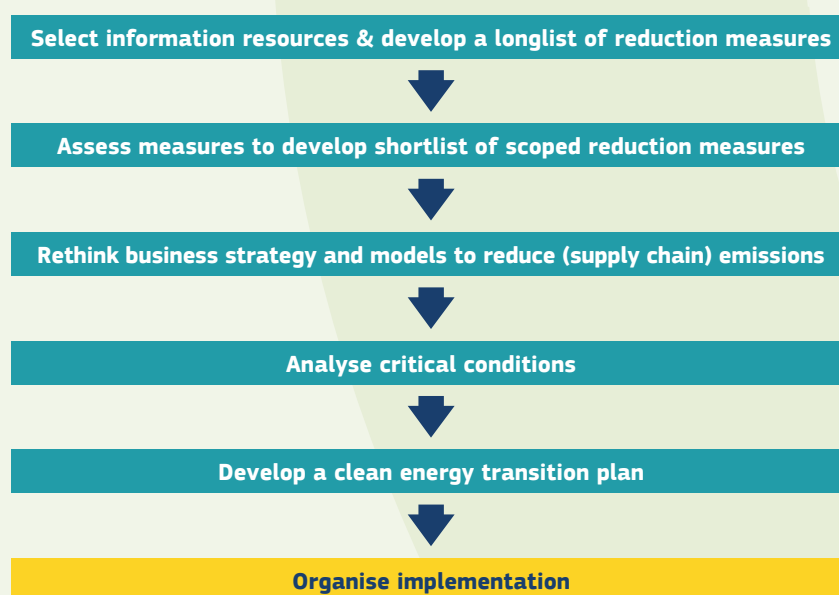 Select information resources & develop a longlist of reduction measures
Assess measures to develop shortlist of scoped reduction measures
Rethink business strategy and models to reduce (supply chain) emissions
Analyse critical conditions
Develop a clean energy transition plan
Organise implementation